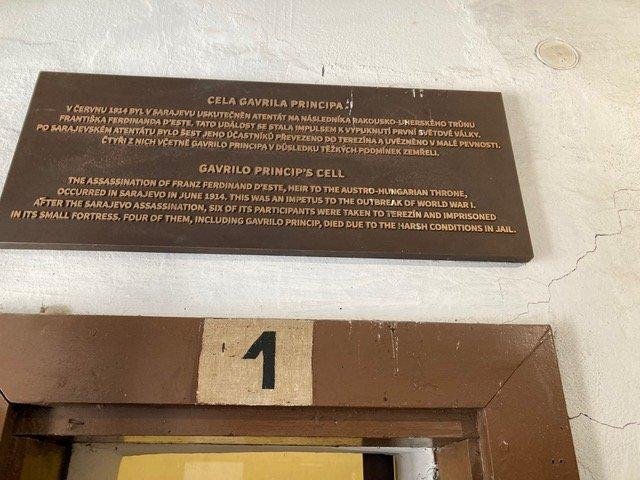 CELA GAVRILA PRINCIPA
V ČERVNU 1914 BYL V SARAJEVU USKUTEČNĚN ATENTÁT NA NÁSLEDNÍKA RAKOUSKO-UHERSKÉHO TRŮNU
FRANTIŠKA FERDINANDA D'ESTE. TATO UDÁLOST SE STALA IMPULSEM K VYPUKNUTÍ PRVNÍ SVĚTOVÉ VÁLKY.
PO SARAJEVSKÉM ATENTÁTU BYLO ŠEST JEHO ÚČASTNÍKŮ PŘEVEZENO DO TEREZÍNA A UVĚZNĚNO V MALÉ PEVNOSTI.
ČTYŘI Z NICH VČETNĚ GAVRILO PRINCIPA V DŮSLEDKU TĚŽKÝCH PODMÍNEK ZEMŘELI.
GAVRILO PRINCIP'S CELL
THE ASSASSINATION OF FRANZ FERDINAND D'ESTE, HEIR TO THE AUSTRO-HUNGARIAN THRONE,
OCCURRED IN SARAJEVO IN JUNE 1914. THIS WAS AN IMPETUS TO THE OUTBREAK OF WORLD WAR I.
AFTER THE SARAJEVO ASSASSINATION, SIX OF ITS PARTICIPANTS WERE TAKEN TO TEREZÍN AND IMPRISONED
IN ITS SMALL FORTRESS. FOUR OF THEM, INCLUDING GAVRILO PRINCIP, DIED DUE TO THE HARSH CONDITIONS IN JAIL.
1